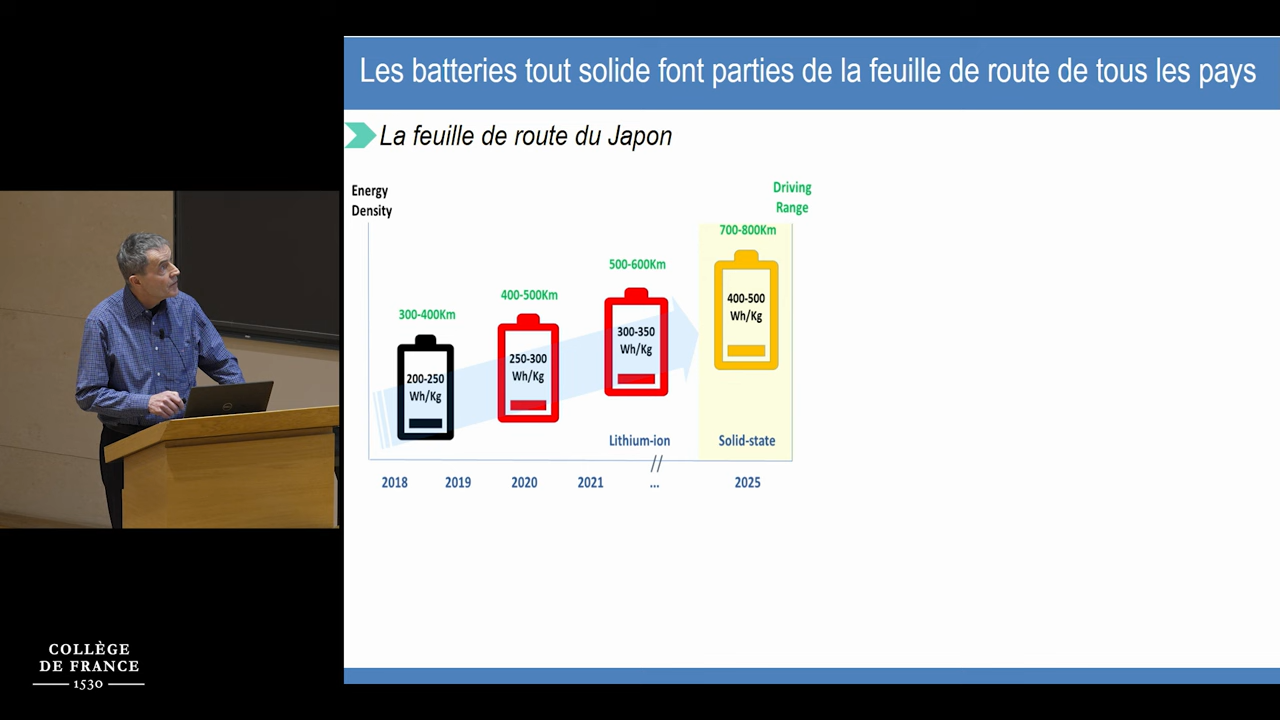 Les batteries tout solide font parties de la feuille de route de tous les pays
La feuille de route du Japon
Energy
Density
Driving
Range
700-800Km
500-600Km
400-500Km
300-400Km
400-500
Wh/Kg
300-350
Wh/Kg
250-300
Wh/Kg
200-250
Wh/Kg
Lithium-ion
Solid-state
//
2018 2019 2020 2021 ... 2025
COLLÈGE
DE FRANCE
1530